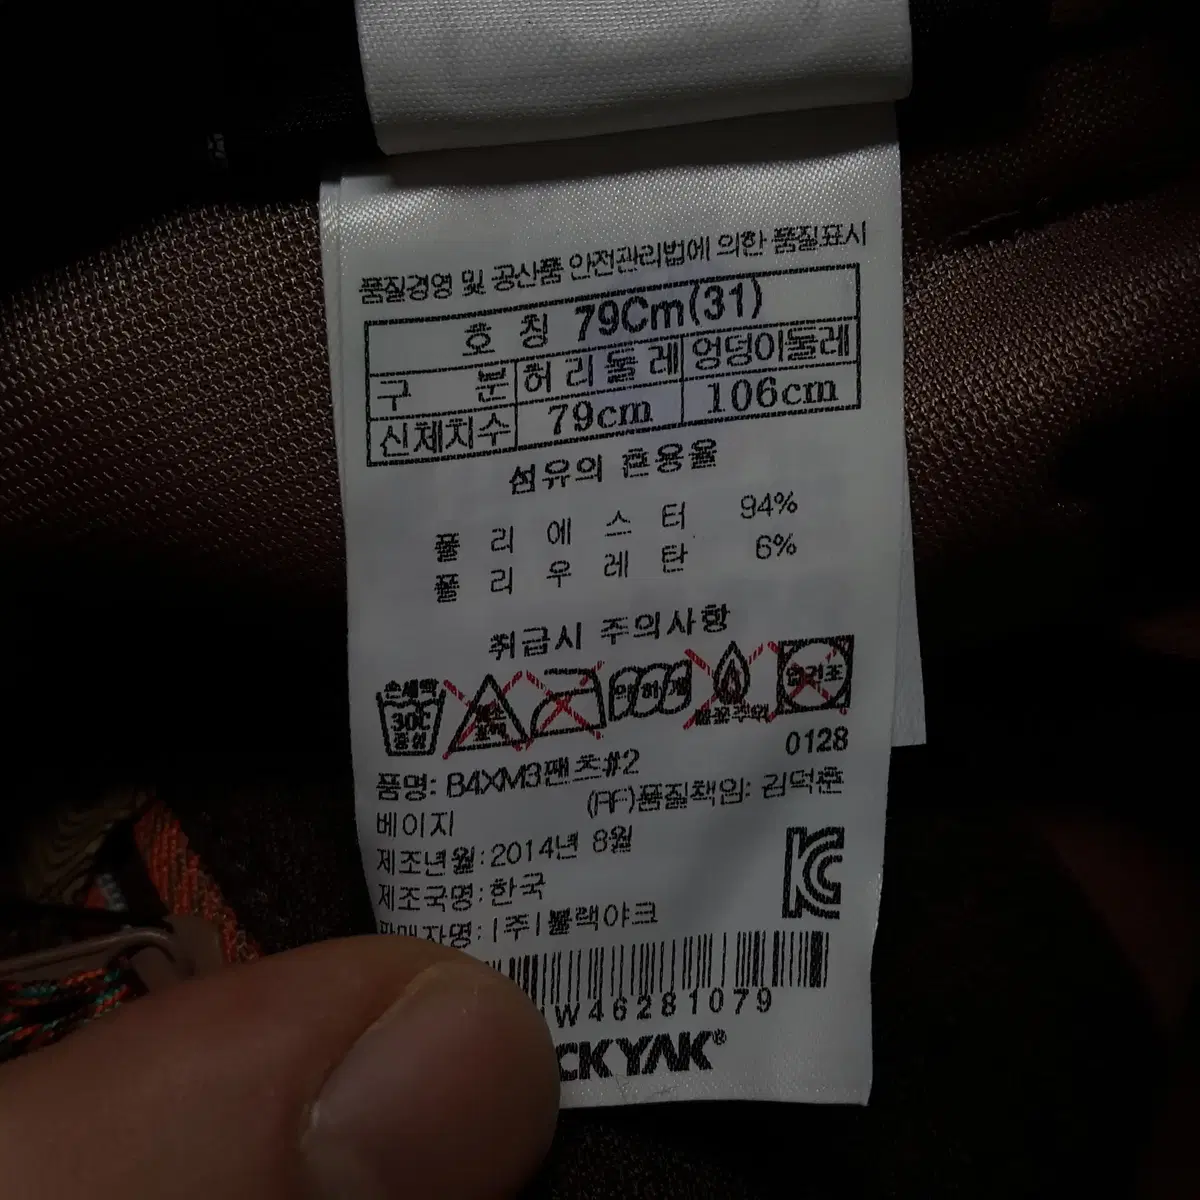 품질경영 및 공산품 안전관리법에 의한 품질표시
호 칭 79Cm(31)
구 분 허리둘레 엉덩이둘레
신체치수 79cm 106cm
섬유의 혼용율
폴 리 에 스 터 94%
폴 리 우 레 탄 6%
취급시 주의사항
손세탁 30℃ 중성
0128
품명: B4XM3팬츠#2
(RF)품질책임: 김덕훈
베이지
제조년월:2014년 8월
제조국명:한국
판매자명:(주)블랙야크
W46281079
CKYAK®